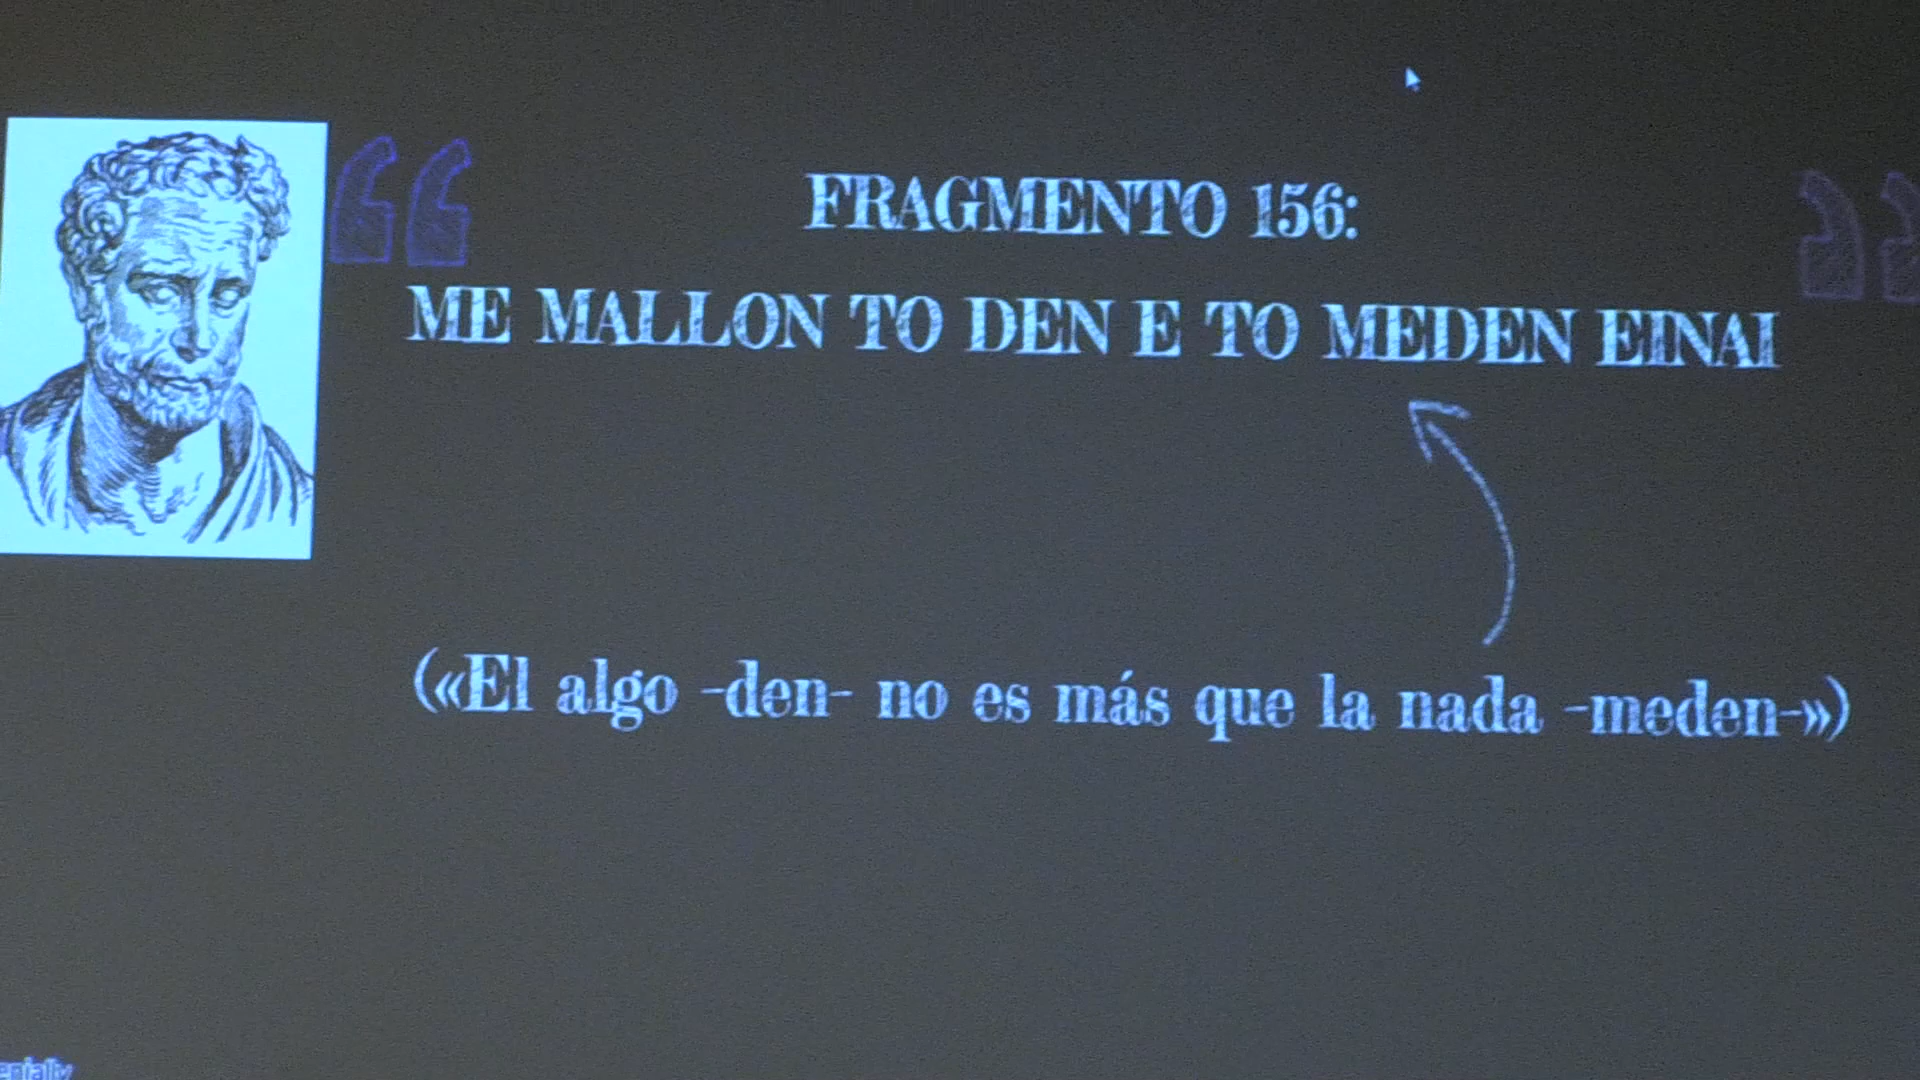 FRAGMENTO 156:
ME MALLON TO DEN E TO MEDEN EINAI
(«El algo -den- no es más que la nada -meden-»)